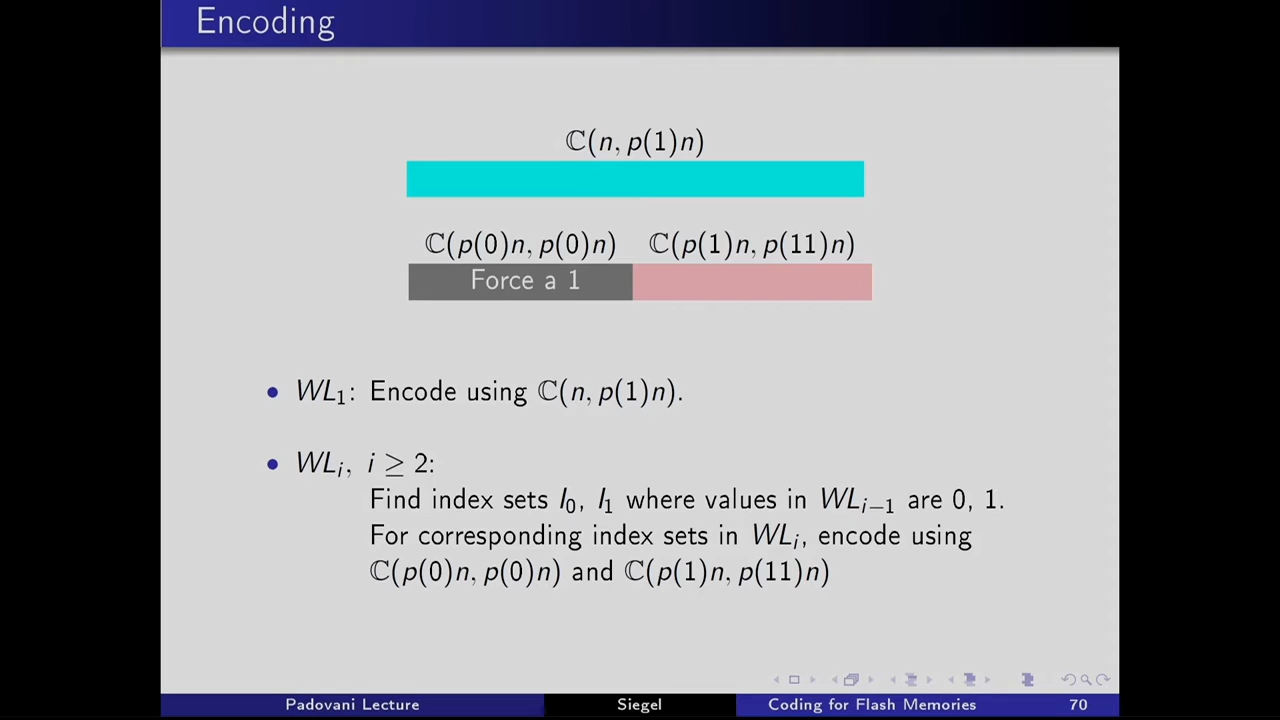 Encoding
ℂ(n, p(1)n)
ℂ(p(0)n, p(0)n) ℂ(p(1)n, p(11)n)
Force a 1
• WL₁: Encode using ℂ(n, p(1)n).
• WLᵢ, i ≥ 2:
Find index sets I₀, I₁ where values in WLᵢ₋₁ are 0, 1.
For corresponding index sets in WLᵢ, encode using
ℂ(p(0)n, p(0)n) and ℂ(p(1)n, p(11)n)
Padovani Lecture Siegel Coding for Flash Memories 70